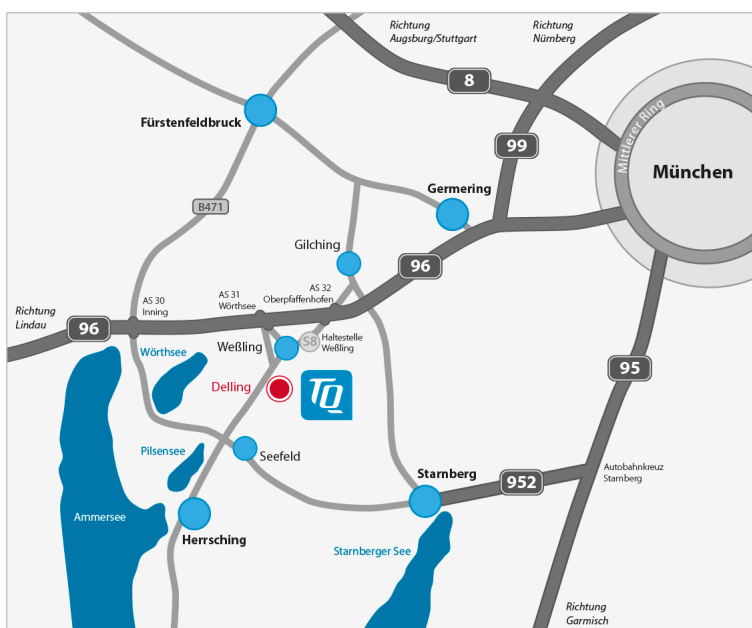 Richtung
Augsburg/Stuttgart
Richtung
Nürnberg
8
Fürstenfeldbruck
99
Mittlerer Ring
München
Germering
B471
Gilching
96
AS 30
Inning
AS 31
Wörthsee
AS 32
Oberpfaffenhofen
Richtung
Lindau
96
Weßling
S8
Haltestelle
Weßling
Wörthsee
95
Delling
TQ
Pilsensee
Seefeld
Starnberg
952
Autobahnkreuz
Starnberg
Ammersee
Herrsching
Starnberger See
Richtung
Garmisch